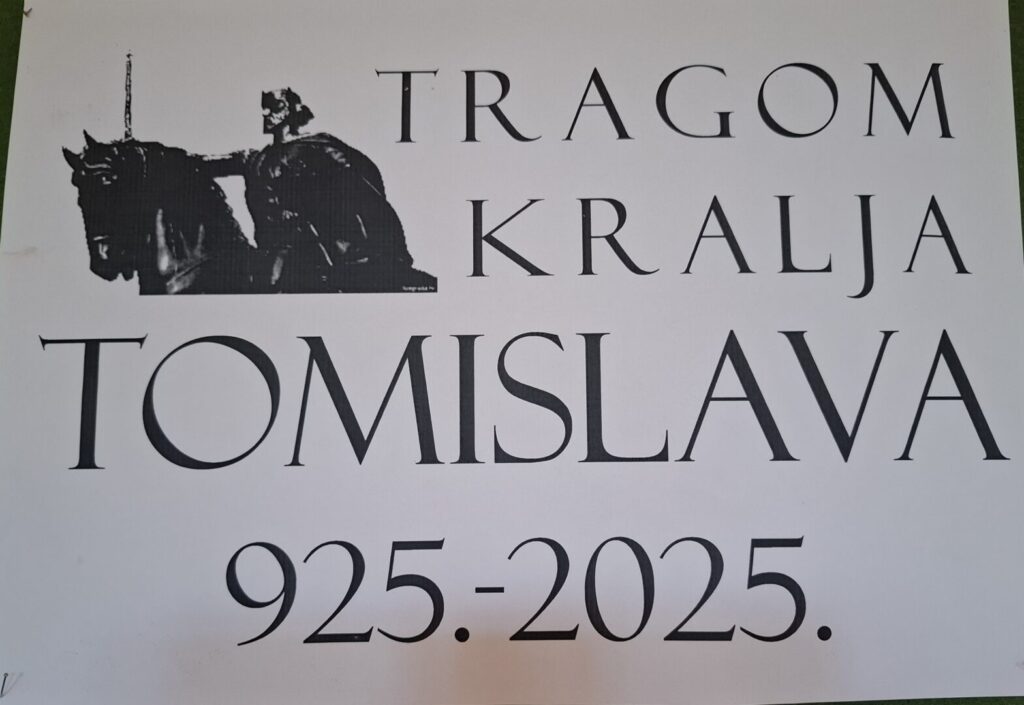 TRAGOM
KRALJA
TOMISLAVA
925.-2025.